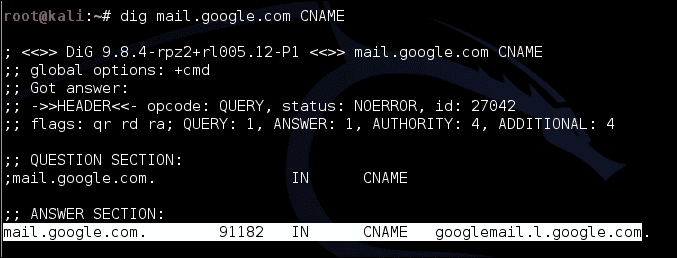 root@kali:~# dig mail.google.com CNAME
; <<>> DiG 9.8.4-rpz2+rl005.12-P1 <<>> mail.google.com CNAME
;; global options: +cmd
;; Got answer:
;; ->>HEADER<<- opcode: QUERY, status: NOERROR, id: 27042
;; flags: qr rd ra; QUERY: 1, ANSWER: 1, AUTHORITY: 4, ADDITIONAL: 4
;; QUESTION SECTION:
;mail.google.com. IN CNAME
;; ANSWER SECTION:
mail.google.com. 91182 IN CNAME googlemail.l.google.com.